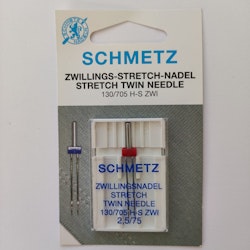 SCHMETZ
ZWILLINGS-STRETCH-NADEL
STRETCH TWIN NEEDLE
130/705 H-S ZWI
SCHMETZ
ZWILLINGSNADEL
STRETCH
TWIN NEEDLE
130/705 H-S ZWI
2,5/75